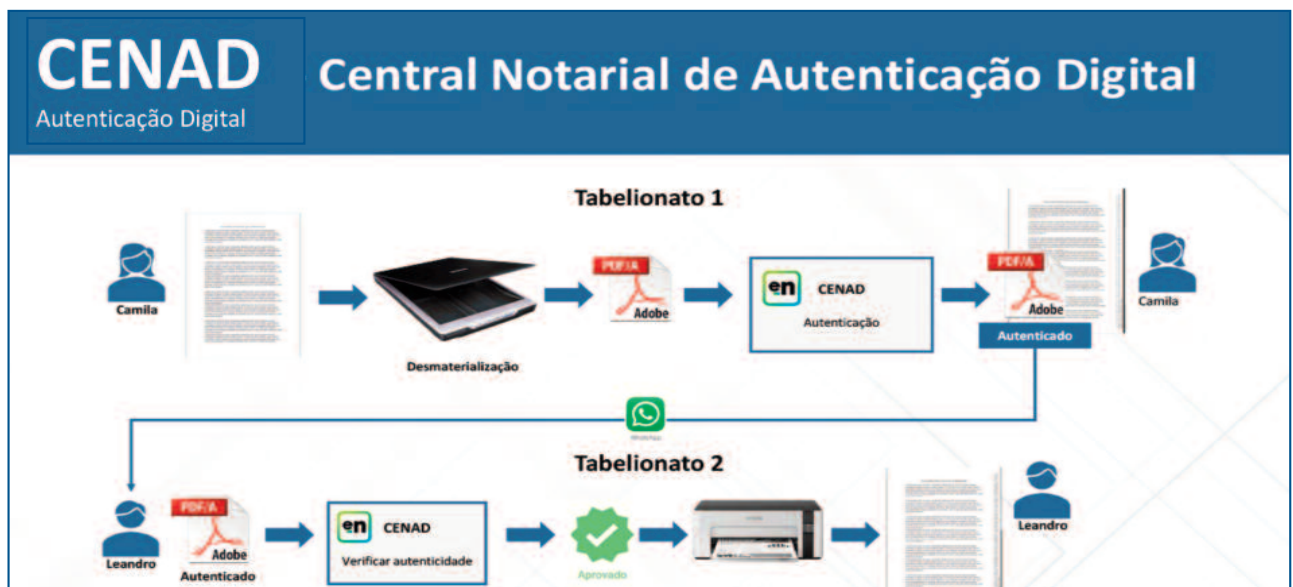 CENAD
Autenticação Digital
Central Notarial de Autenticação Digital
Tabelionato 1
Camila
Desmaterialização
PDF/A
Adobe
en
CENAD
Autenticação
PDF/A
Adobe
Autenticado
Camila
WhatsApp
Tabelionato 2
Leandro
PDF/A
Adobe
Autenticado
en
CENAD
Verificar autenticidade
Aprovado
Leandro